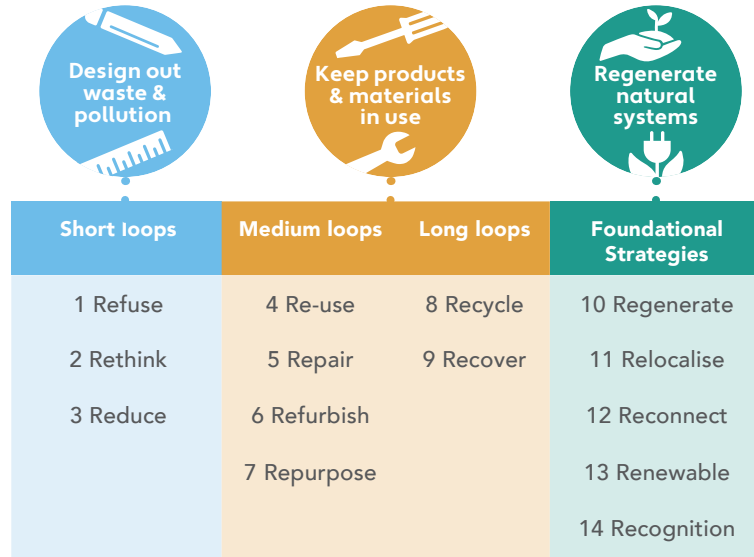 Design out
waste &
pollution
Keep products
& materials
in use
Regenerate
natural
systems
Short loops
Medium loops
Long loops
Foundational
Strategies
1 Refuse
2 Rethink
3 Reduce
4 Re-use
5 Repair
6 Refurbish
7 Repurpose
8 Recycle
9 Recover
10 Regenerate
11 Relocalise
12 Reconnect
13 Renewable
14 Recognition